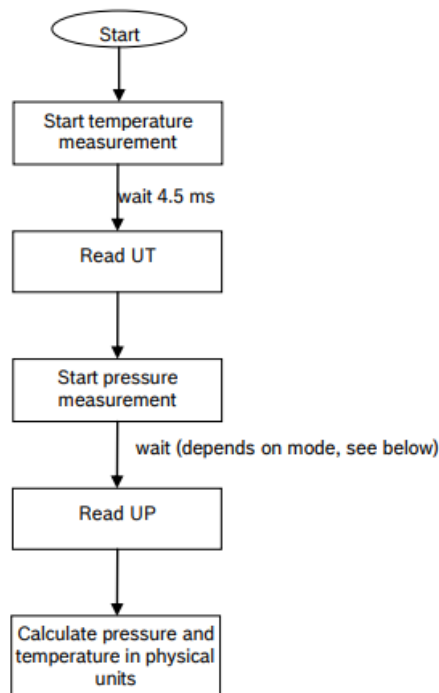 Start
Start temperature
measurement
wait 4.5 ms
Read UT
Start pressure
measurement
wait (depends on mode, see below)
Read UP
Calculate pressure and
temperature in physical
units